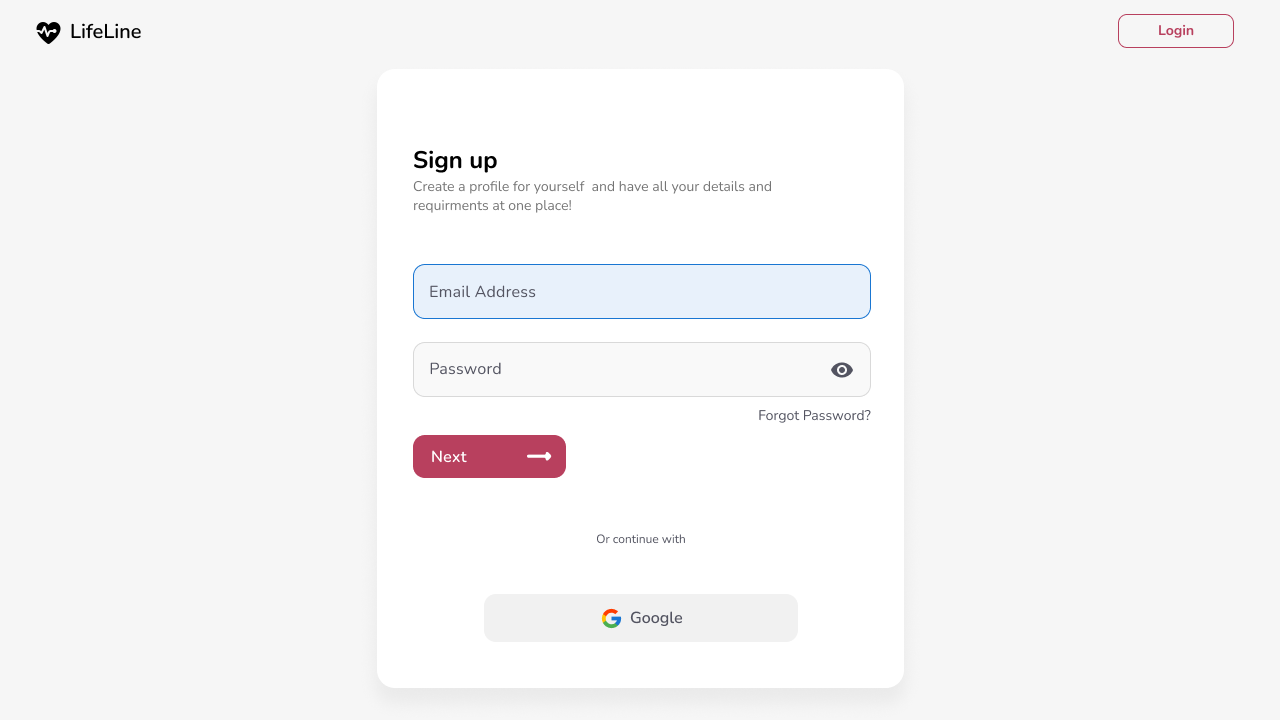 LifeLine
Login
Sign up
Create a profile for yourself  and have all your details and
requirments at one place!
Email Address
Password
Forgot Password?
Next
Or continue with
Google